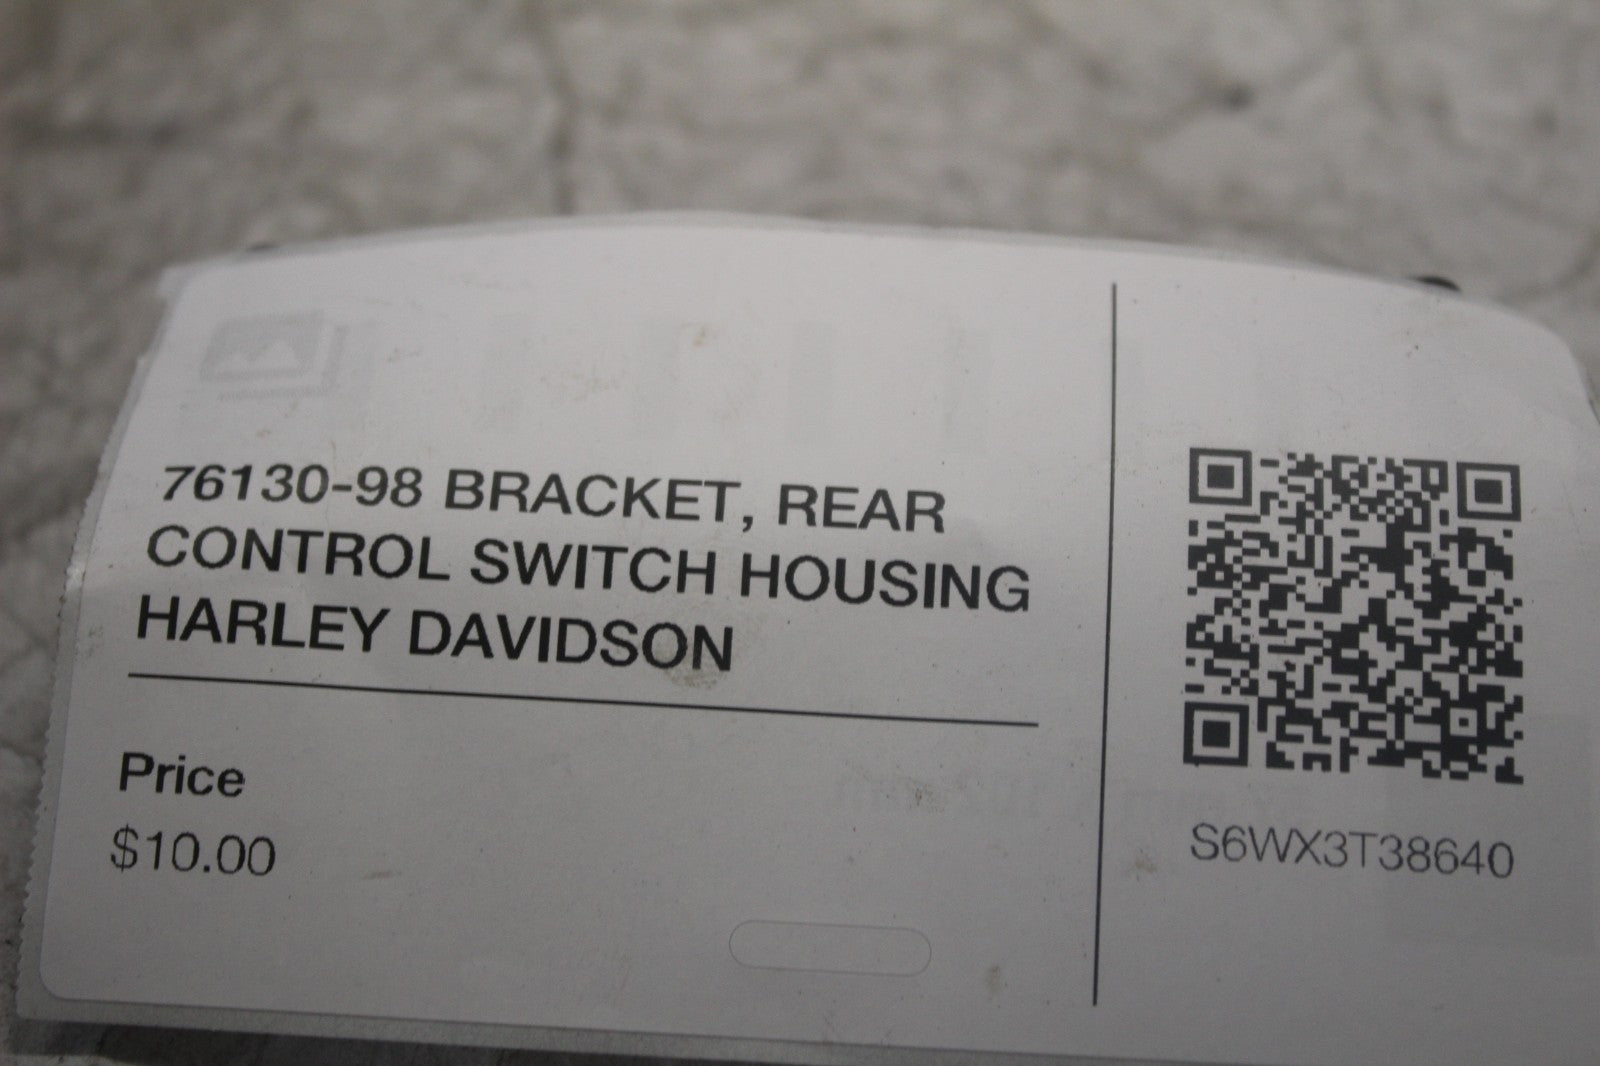 76130-98 BRACKET, REAR
CONTROL SWITCH HOUSING
HARLEY DAVIDSON
Price
$10.00
S6WX3T38640